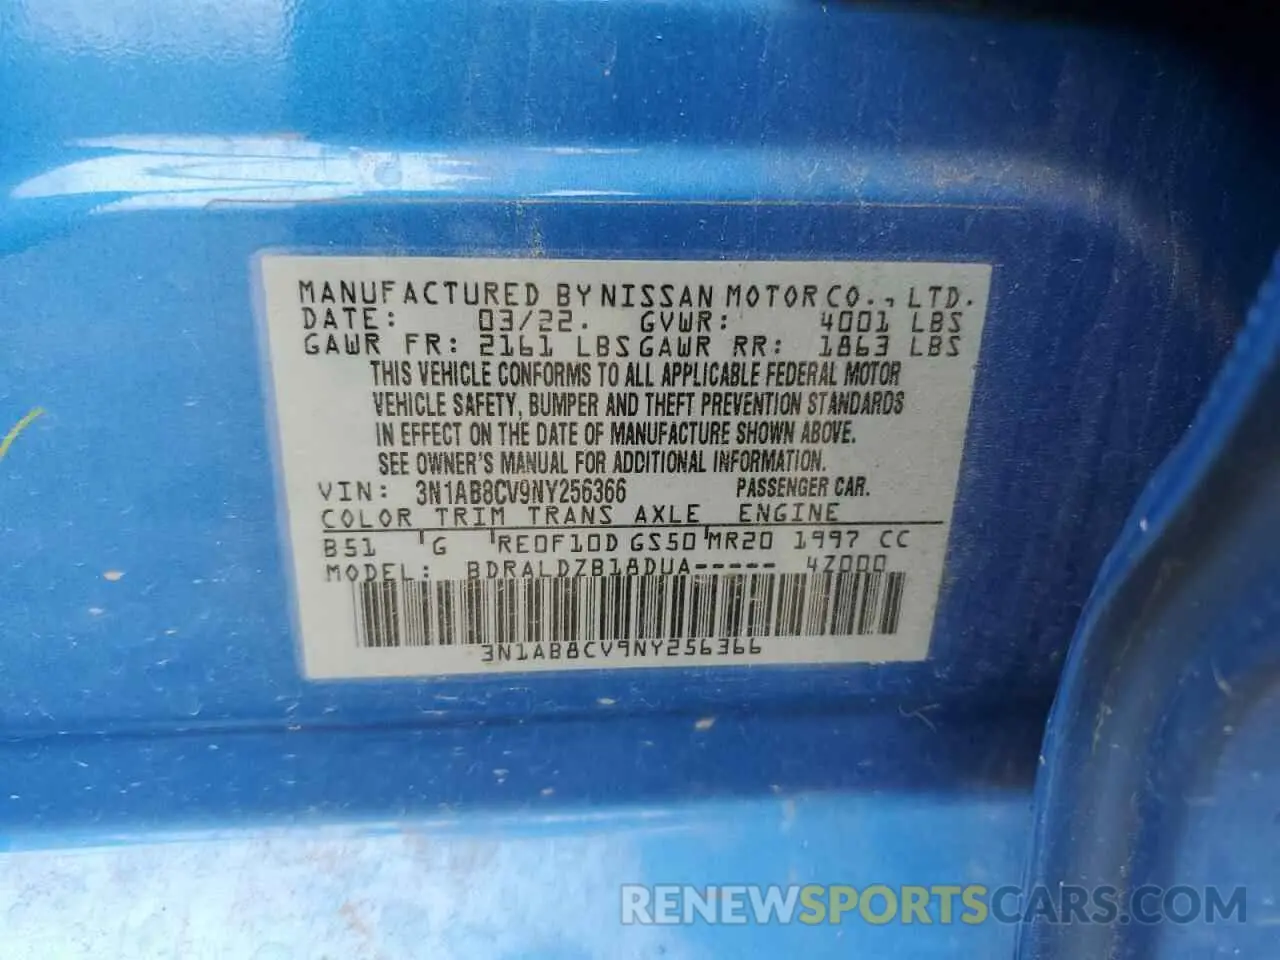 MANUFACTURED BY NISSAN MOTOR CO., LTD.
DATE: 03/22. GVWR: 4001 LBS
GAWR FR: 2161 LBS GAWR RR: 1863 LBS
THIS VEHICLE CONFORMS TO ALL APPLICABLE FEDERAL MOTOR
VEHICLE SAFETY, BUMPER AND THEFT PREVENTION STANDARDS
IN EFFECT ON THE DATE OF MANUFACTURE SHOWN ABOVE.
SEE OWNER'S MANUAL FOR ADDITIONAL INFORMATION.
VIN: 3N1AB8CV9NY256366 PASSENGER CAR.
COLOR TRIM TRANS AXLE ENGINE
B51 'G 'RE0F10D GS50'MR20 1997 CC
MODEL: BDRALDZB18DUA----- 4Z000
3N1AB8CV9NY256366
RENEWSPORTSCARS.COM